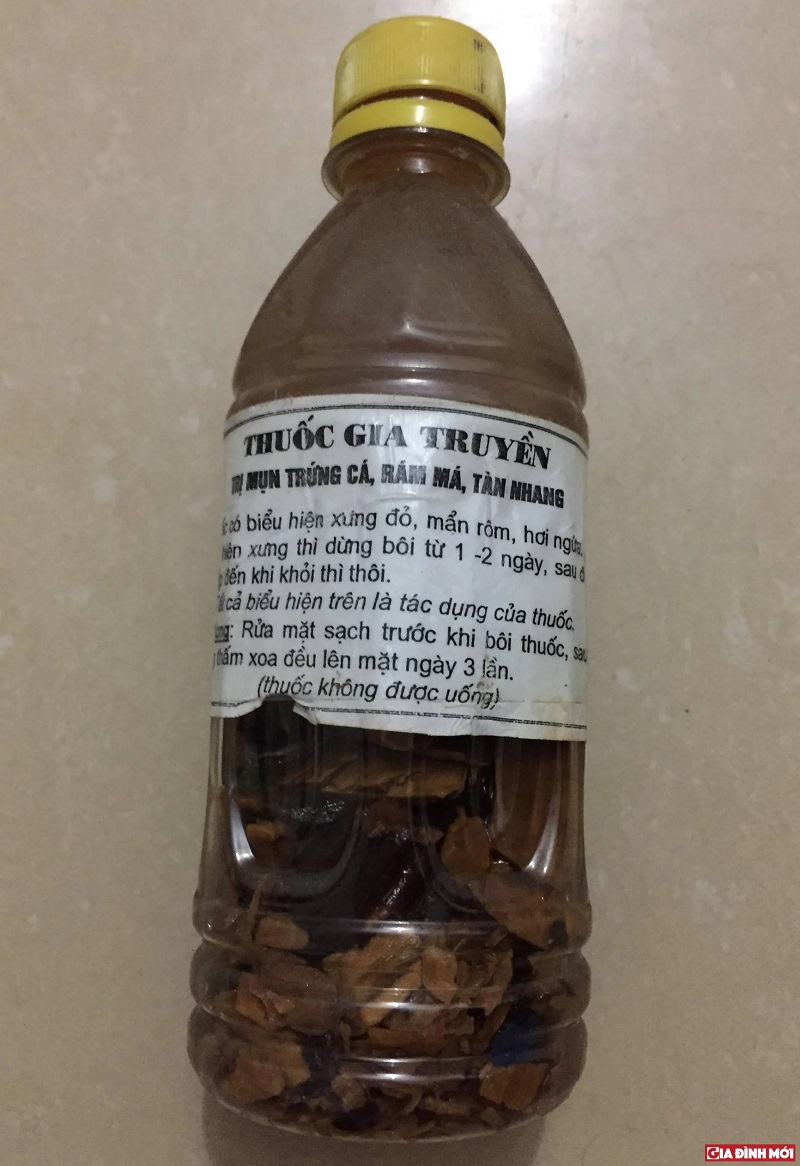 THUỐC GIA TRUYỀN
TRỊ MỤN TRỨNG CÁ, RÁM MÁ, TÀN NHANG
có biểu hiện xưng đỏ, mẩn rôm, hơi ngứa.
xưng thì dừng bôi từ 1 -2 ngày, sau
đến khi khỏi thì thôi.
cả biểu hiện trên là tác dụng của thuốc.
Rửa mặt sạch trước khi bôi thuốc, sau
thấm xoa đều lên mặt ngày 3 lần.
(thuốc không được uống)
GIA ĐÌNH MỚI